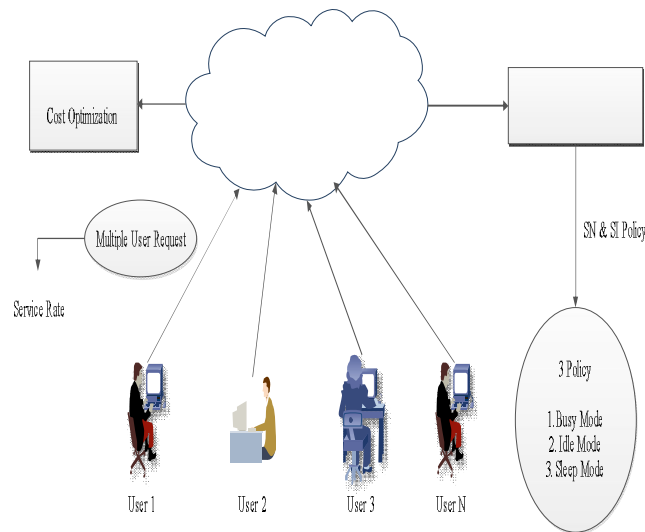 Cost Optimization
Multiple User Request
Service Rate
SN & SI Policy
3 Policy
1. Busy Mode
2. Idle Mode
3. Sleep Mode
User 1
User 2
User 3
User N